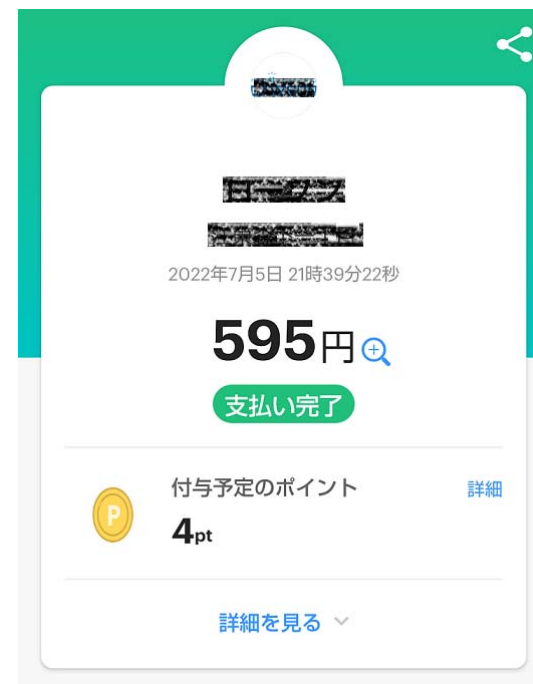 2022年7月5日 21時39分22秒
595円
支払い完了
付与予定のポイント
詳細
4pt
詳細を見る